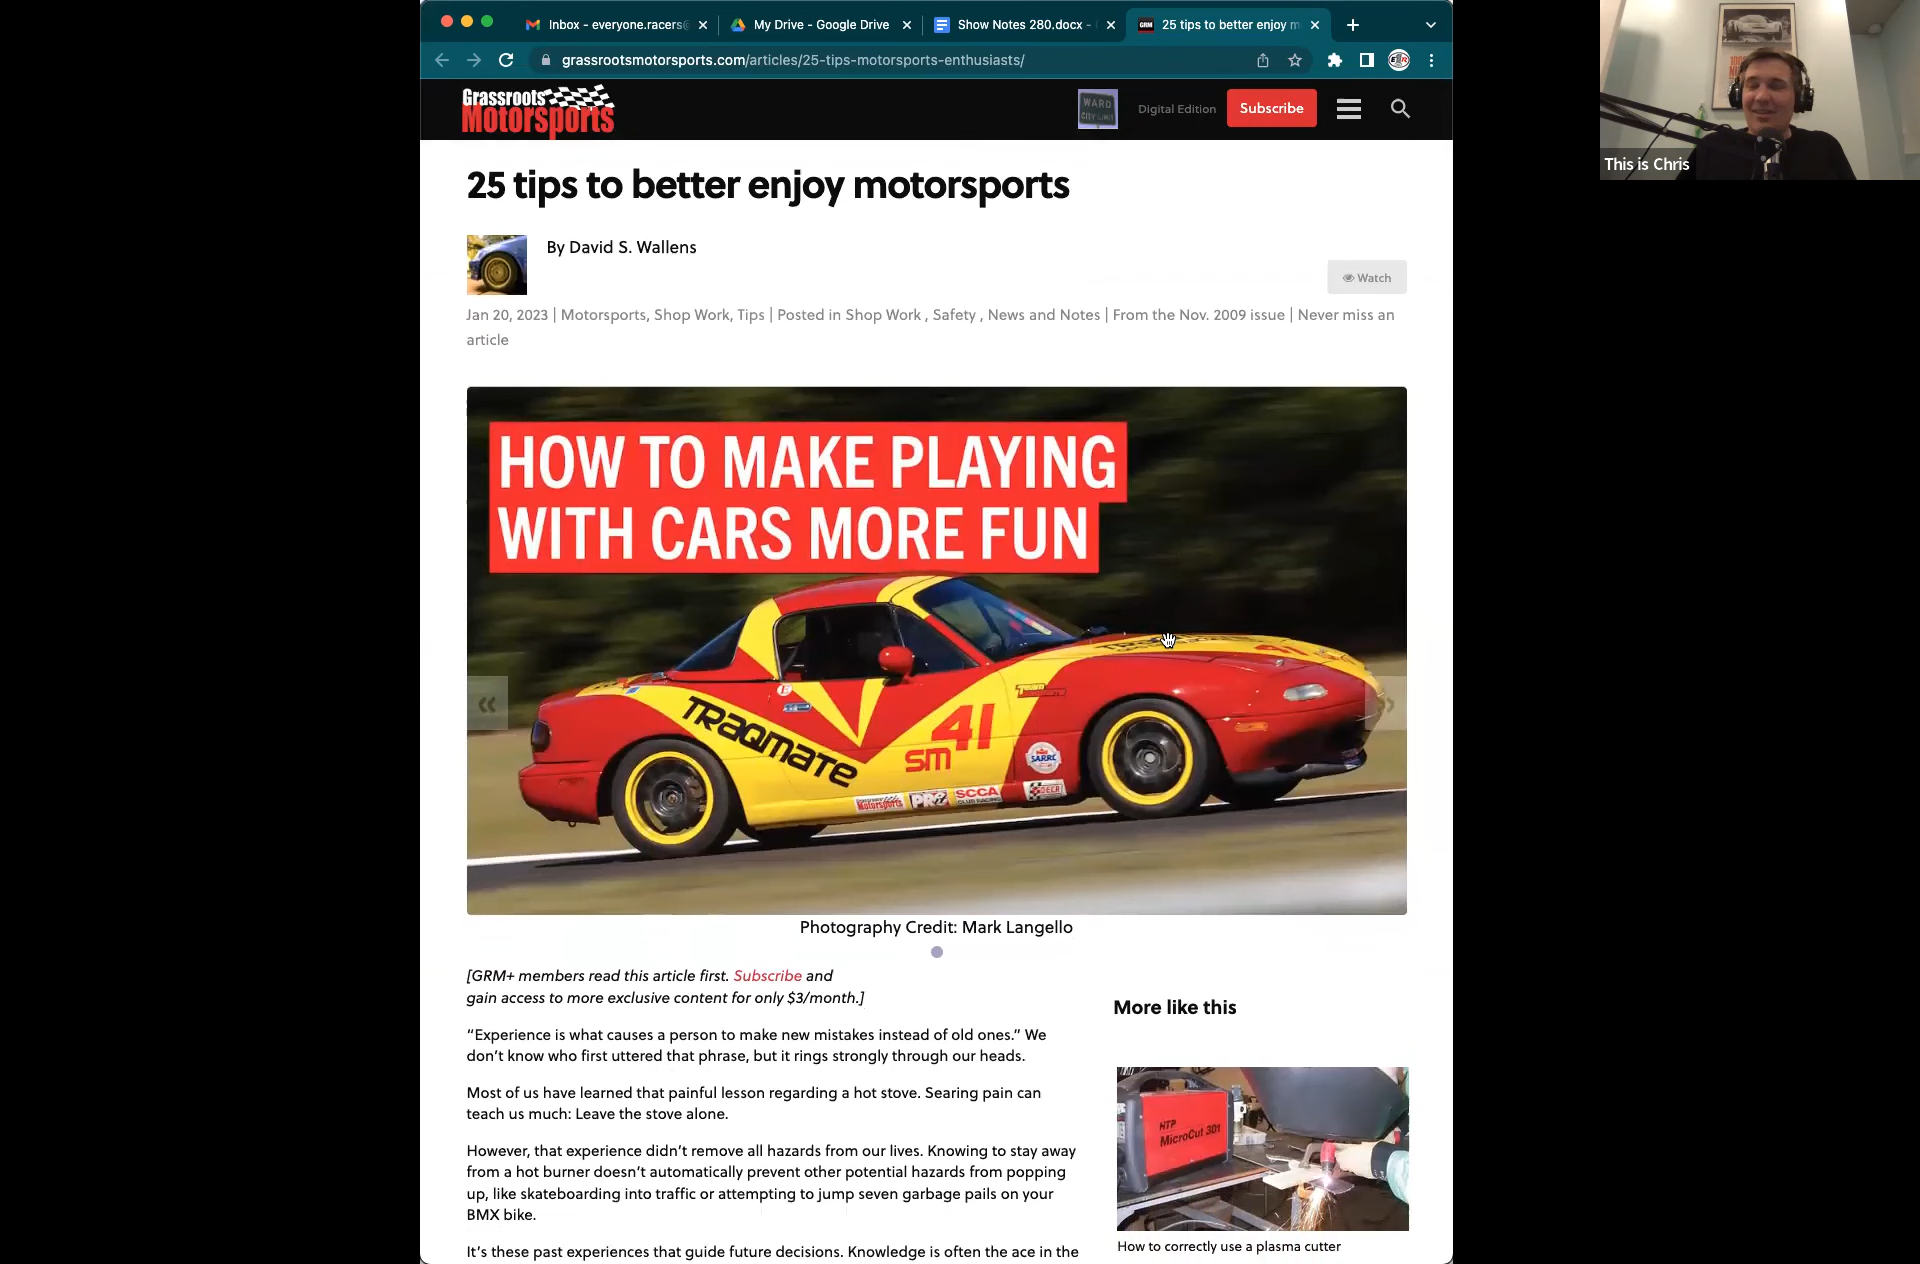 Inbox - everyone.racers@
My Drive - Google Drive
Show Notes 280.docx -
25 tips to better enjoy m
grassrootsmotorsports.com/articles/25-tips-motorsports-enthusiasts/
Grassroots
Motorsports
WARD
CITY LIMIT
Digital Edition
Subscribe
This is Chris
25 tips to better enjoy motorsports
By David S. Wallens
Watch
Jan 20, 2023 | Motorsports, Shop Work, Tips | Posted in Shop Work , Safety , News and Notes | From the Nov. 2009 issue | Never miss an
article
HOW TO MAKE PLAYING
WITH CARS MORE FUN
TRAQMATE
SM 41
SARRC
Grassroots
Motorsports
SCCA
CLUB RACING
Photography Credit: Mark Langello
[GRM+ members read this article first. Subscribe and
gain access to more exclusive content for only $3/month.]
More like this
“Experience is what causes a person to make new mistakes instead of old ones.” We
don’t know who first uttered that phrase, but it rings strongly through our heads.
Most of us have learned that painful lesson regarding a hot stove. Searing pain can
teach us much: Leave the stove alone.
However, that experience didn’t remove all hazards from our lives. Knowing to stay away
from a hot burner doesn’t automatically prevent other potential hazards from popping
up, like skateboarding into traffic or attempting to jump seven garbage pails on your
BMX bike.
HTP
MicroCut 301
It’s these past experiences that guide future decisions. Knowledge is often the ace in the
How to correctly use a plasma cutter